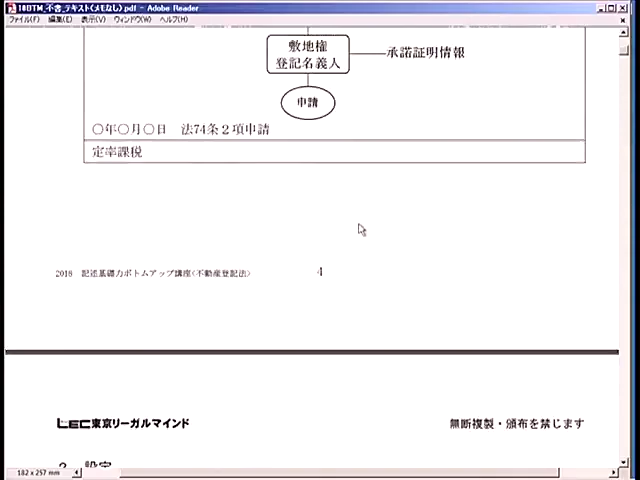 18BTM_不登_テキスト(メモなし).pdf - Adobe Reader
ファイル(F) 編集(E) 表示(V) ウィンドウ(W) ヘルプ(H)
敷地権
登記名義人
承諾証明情報
申請
○年○月○日 法74条2項申請
定率課税
2018 記述基礎力ボトムアップ講座<不動産登記法> 4
LEC東京リーガルマインド 無断複製・頒布を禁じます
2 設定
182 x 257 mm